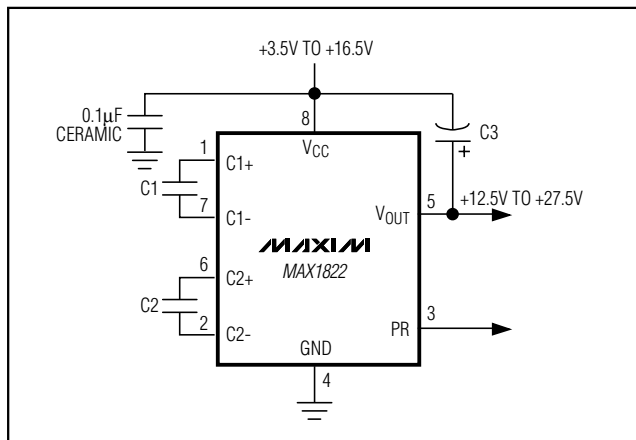 +3.5V TO +16.5V
0.1μF
CERAMIC
8
C3
+
VCC
1
C1+
C1
7
C1-
5
VOUT
+12.5V TO +27.5V
MAXIM
MAX1822
6
C2+
C2
2
C2-
3
PR
GND
4